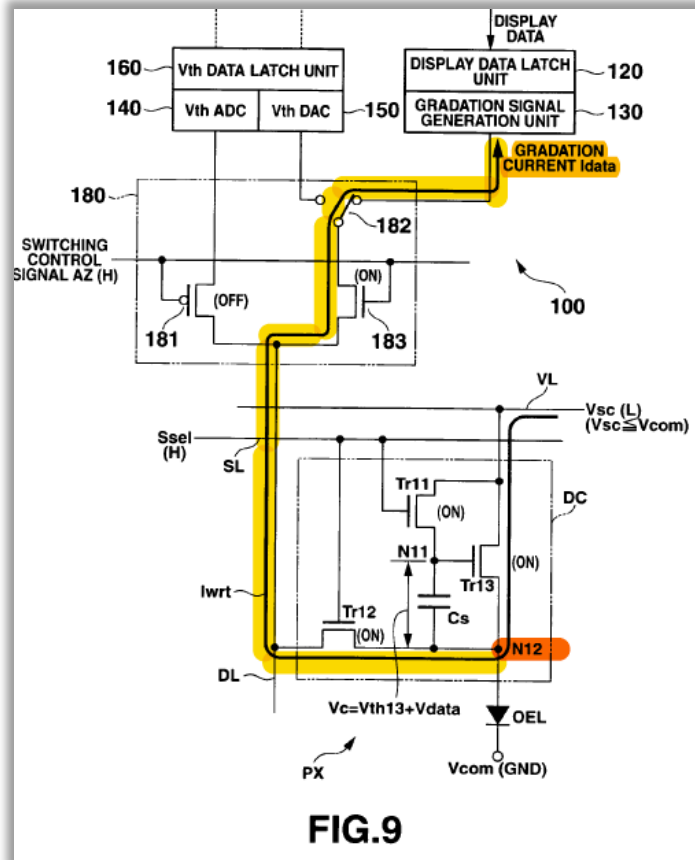 DISPLAY
DATA
160
Vth DATA LATCH UNIT
140
Vth ADC
Vth DAC
150
DISPLAY DATA LATCH
UNIT
120
GRADATION SIGNAL
GENERATION UNIT
130
GRADATION
CURRENT Idata
180
182
SWITCHING
CONTROL
SIGNAL AZ (H)
(OFF)
(ON)
181
183
100
VL
Vsc (L)
(Vsc≦Vcom)
Ssel
(H)
SL
Tr11
(ON)
DC
N11
(ON)
Tr13
Iwrt
Tr12
(ON)
Cs
N12
DL
Vc=Vth13+Vdata
OEL
PX
Vcom (GND)
FIG.9